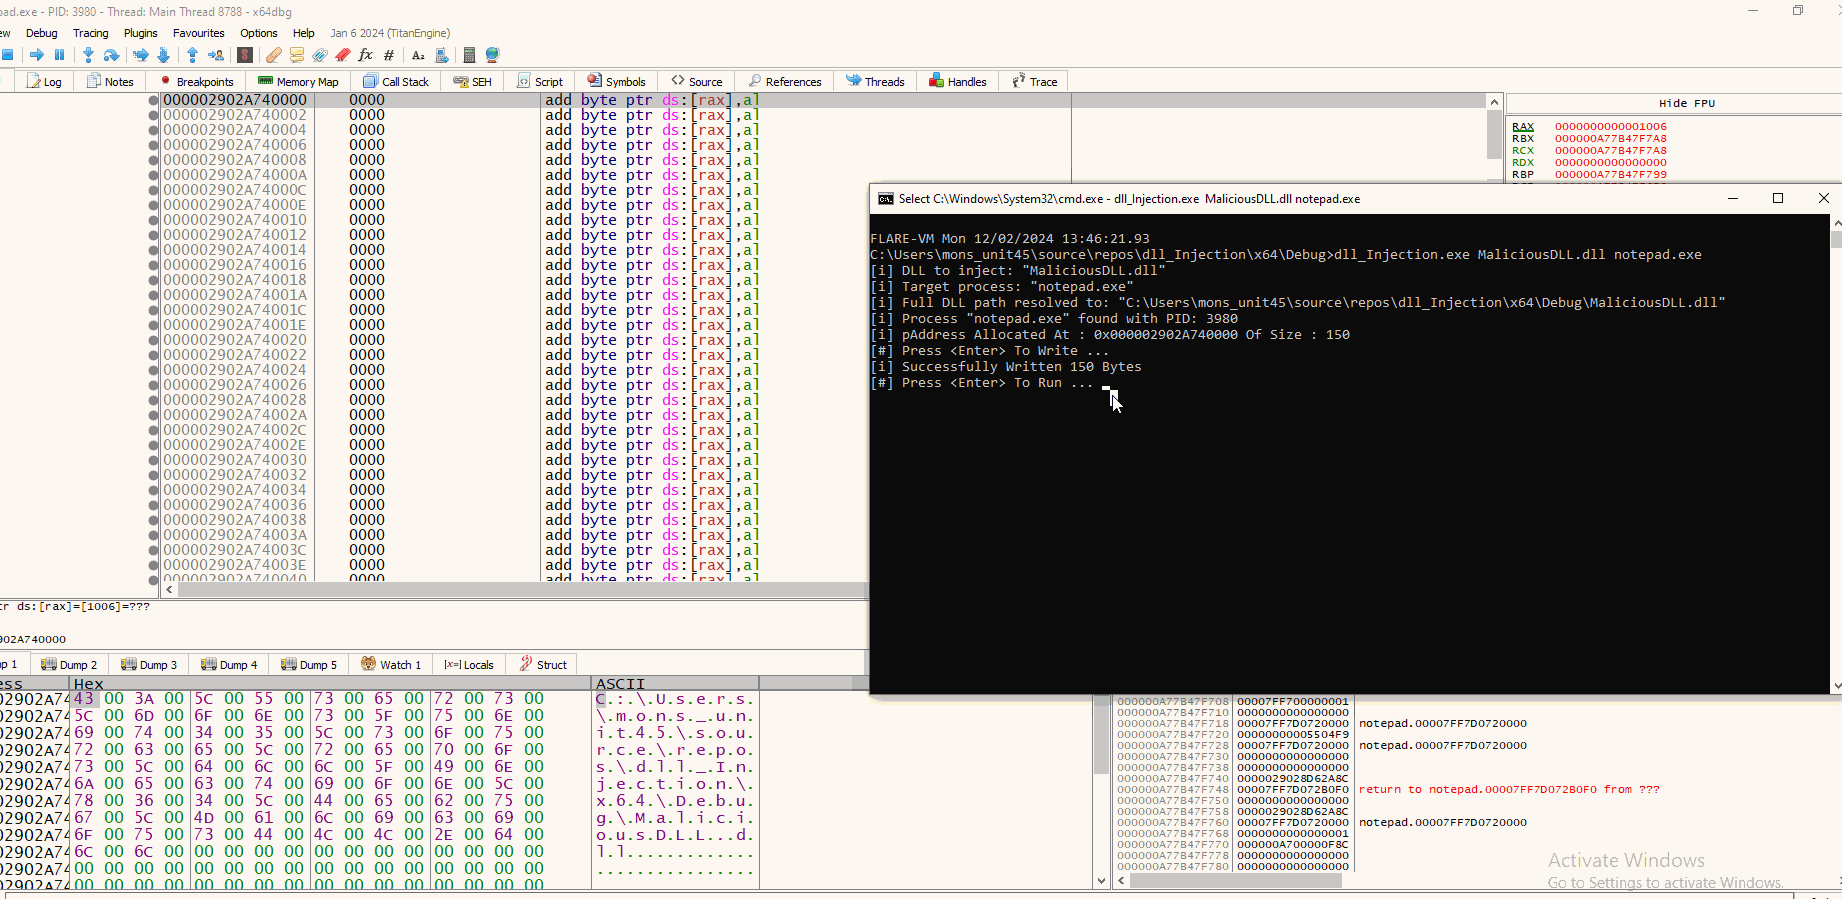 ad.exe - PID: 3980 - Thread: Main Thread 8788 - x64dbg
ew Debug Tracing Plugins Favourites Options Help Jan 6 2024 (TitanEngine)
Log Notes Breakpoints Memory Map Call Stack SEH Script Symbols Source References Threads Handles Trace
000002902A740000 0000 add byte ptr ds:[rax],al
000002902A740002 0000 add byte ptr ds:[rax],al
000002902A740004 0000 add byte ptr ds:[rax],al
000002902A740006 0000 add byte ptr ds:[rax],al
000002902A740008 0000 add byte ptr ds:[rax],al
000002902A74000A 0000 add byte ptr ds:[rax],al
000002902A74000C 0000 add byte ptr ds:[rax],al
000002902A74000E 0000 add byte ptr ds:[rax],al
000002902A740010 0000 add byte ptr ds:[rax],al
000002902A740012 0000 add byte ptr ds:[rax],al
000002902A740014 0000 add byte ptr ds:[rax],al
000002902A740016 0000 add byte ptr ds:[rax],al
000002902A740018 0000 add byte ptr ds:[rax],al
000002902A74001A 0000 add byte ptr ds:[rax],al
000002902A74001C 0000 add byte ptr ds:[rax],al
000002902A74001E 0000 add byte ptr ds:[rax],al
000002902A740020 0000 add byte ptr ds:[rax],al
000002902A740022 0000 add byte ptr ds:[rax],al
000002902A740024 0000 add byte ptr ds:[rax],al
000002902A740026 0000 add byte ptr ds:[rax],al
000002902A740028 0000 add byte ptr ds:[rax],al
000002902A74002A 0000 add byte ptr ds:[rax],al
000002902A74002C 0000 add byte ptr ds:[rax],al
000002902A74002E 0000 add byte ptr ds:[rax],al
000002902A740030 0000 add byte ptr ds:[rax],al
000002902A740032 0000 add byte ptr ds:[rax],al
000002902A740034 0000 add byte ptr ds:[rax],al
000002902A740036 0000 add byte ptr ds:[rax],al
000002902A740038 0000 add byte ptr ds:[rax],al
000002902A74003A 0000 add byte ptr ds:[rax],al
000002902A74003C 0000 add byte ptr ds:[rax],al
000002902A74003E 0000 add byte ptr ds:[rax],al
000002902A740040 0000 add byte ptr ds:[rax],al
Hide FPU
RAX 0000000000001006
RBX 000000A77B47F7A8
RCX 000000A77B47F7A8
RDX 0000000000000000
RBP 000000A77B47F799
Select C:\Windows\System32\cmd.exe - dll_Injection.exe MaliciousDLL.dll notepad.exe
FLARE-VM Mon 12/02/2024 13:46:21.93
C:\Users\mons_unit45\source\repos\dll_Injection\x64\Debug>dll_Injection.exe MaliciousDLL.dll notepad.exe
[i] DLL to inject: "MaliciousDLL.dll"
[i] Target process: "notepad.exe"
[i] Full DLL path resolved to: "C:\Users\mons_unit45\source\repos\dll_Injection\x64\Debug\MaliciousDLL.dll"
[i] Process "notepad.exe" found with PID: 3980
[i] pAddress Allocated At : 0x000002902A740000 Of Size : 150
[#] Press <Enter> To Write ...
[i] Successfully Written 150 Bytes
[#] Press <Enter> To Run ...
tr ds:[rax]=[1006]=???
902A740000
p 1 Dump 2 Dump 3 Dump 4 Dump 5 Watch 1 [x=] Locals Struct
ess Hex ASCII
02902A74 43 00 3A 00 5C 00 55 00 73 00 65 00 72 00 73 00 C.:.\.U.s.e.r.s.
02902A74 5C 00 6D 00 6F 00 6E 00 73 00 5F 00 75 00 6E 00 \.m.o.n.s._.u.n.
02902A74 69 00 74 00 34 00 35 00 5C 00 73 00 6F 00 75 00 i.t.4.5.\.s.o.u.
02902A74 72 00 63 00 65 00 5C 00 72 00 65 00 70 00 6F 00 r.c.e.\.r.e.p.o.
02902A74 73 00 5C 00 64 00 6C 00 6C 00 5F 00 49 00 6E 00 s.\.d.l.l._.I.n.
02902A74 6A 00 65 00 63 00 74 00 69 00 6F 00 6E 00 5C 00 j.e.c.t.i.o.n.\.
02902A74 78 00 36 00 34 00 5C 00 44 00 65 00 62 00 75 00 x.6.4.\.D.e.b.u.
02902A74 67 00 5C 00 4D 00 61 00 6C 00 69 00 63 00 69 00 g.\.M.a.l.i.c.i.
02902A74 6F 00 75 00 73 00 44 00 4C 00 4C 00 2E 00 64 00 o.u.s.D.L.L...d.
02902A74 6C 00 6C 00 00 00 00 00 00 00 00 00 00 00 00 00 l.l.............
02902A74 00 00 00 00 00 00 00 00 00 00 00 00 00 00 00 00 ................
02902A74 00 00 00 00 00 00 00 00 00 00 00 00 00 00 00 00
000000A77B47F708 00007FF700000001
000000A77B47F710 0000000000000000
000000A77B47F718 00007FF7D0720000 notepad.00007FF7D0720000
000000A77B47F720 00000000005504F9
000000A77B47F728 00007FF7D0720000 notepad.00007FF7D0720000
000000A77B47F730 0000000000000000
000000A77B47F738 0000000000000000
000000A77B47F740 0000029028D62A8C
000000A77B47F748 00007FF7D072B0F0 return to notepad.00007FF7D072B0F0 from ???
000000A77B47F750 0000000000000000
000000A77B47F758 0000029028D62A8C
000000A77B47F760 00007FF7D0720000 notepad.00007FF7D0720000
000000A77B47F768 0000000000000001
000000A77B47F770 000000A700000F8C
000000A77B47F778 0000000000000000
000000A77B47F780 0000000000000000
Activate Windows
Go to Settings to activate Windows.